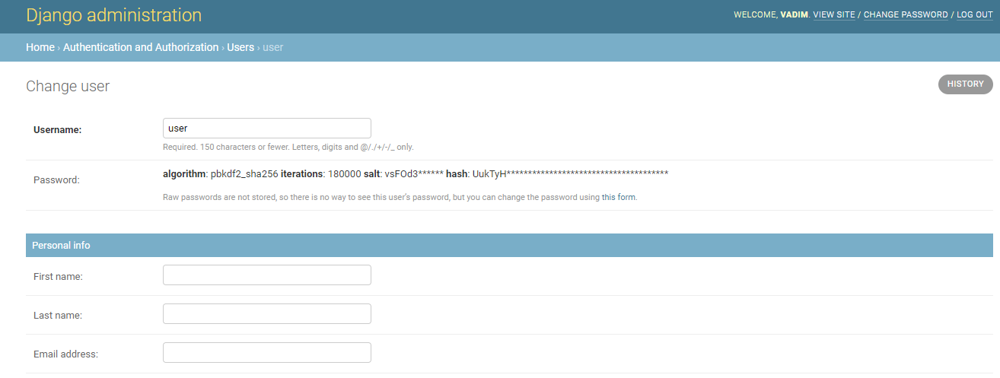 Django administration
WELCOME, VADIM. VIEW SITE / CHANGE PASSWORD / LOG OUT
Home › Authentication and Authorization › Users › user
Change user
HISTORY
Username:
user
Required. 150 characters or fewer. Letters, digits and @/./+/-/_ only.
Password:
algorithm: pbkdf2_sha256 iterations: 180000 salt: vsFOd3****** hash: UukTyH**************************************
Raw passwords are not stored, so there is no way to see this user's password, but you can change the password using this form.
Personal info
First name:
Last name:
Email address: